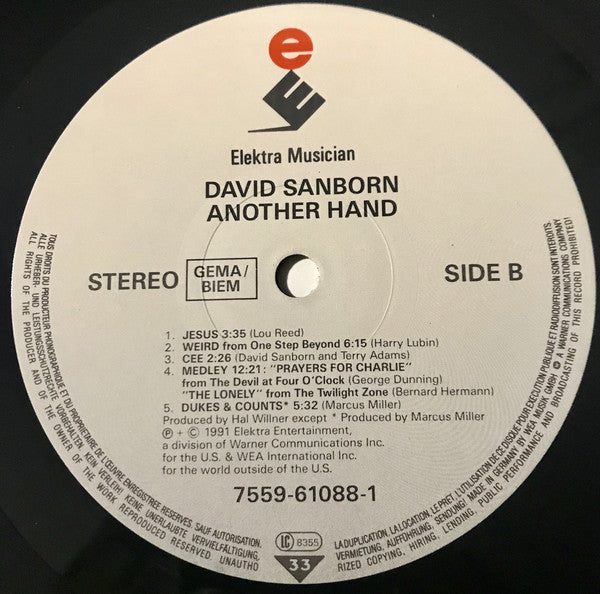 e
Elektra Musician
DAVID SANBORN
ANOTHER HAND
STEREO
GEMA/
BIEM
SIDE B
1. JESUS 3:35 (Lou Reed)
2. WEIRD from One Step Beyond 6:15 (Harry Lubin)
3. CEE 2:26 (David Sanborn and Terry Adams)
4. MEDLEY 12:21: "PRAYERS FOR CHARLIE"
from The Devil at Four O'Clock (George Dunning)
"THE LONELY" from The Twilight Zone (Bernard Hermann)
5. DUKES & COUNTS* 5:32 (Marcus Miller)
Produced by Hal Willner except * Produced by Marcus Miller
Ⓟ + © 1991 Elektra Entertainment,
a division of Warner Communications Inc.
for the U.S. & WEA International Inc.
for the world outside of the U.S.
7559-61088-1
LC 8355
33
TOUS DROITS DU PRODUCTEUR PHONOGRAPHIQUE ET DU PROPRIETAIRE DE L'ŒUVRE ENREGISTREE RESERVES. SAUF AUTORISATION,
LA DUPLICATION, LA LOCATION, LE PRET, L'UTILISATION DE CE DISQUE POUR EXECUTION PUBLIQUE ET RADIODIFFUSION SONT INTERDITS.
ALLE URHEBER- UND LEISTUNGSSCHUTZRECHTE VORBEHALTEN. KEIN VERLEIH! KEINE UNERLAUBTE VERVIELFÄLTIGUNG,
VERMIETUNG, AUFFÜHRUNG, SENDUNG! MADE IN GERMANY BY WEA MUSIK GMBH A WARNER COMMUNICATIONS COMPANY
ALL RIGHTS OF THE PRODUCER AND OF THE OWNER OF THE WORK REPRODUCED RESERVED UNAUTHO
RIZED COPYING, HIRING, LENDING, PUBLIC PERFORMANCE AND BROADCASTING OF THIS RECORD PROHIBITED!